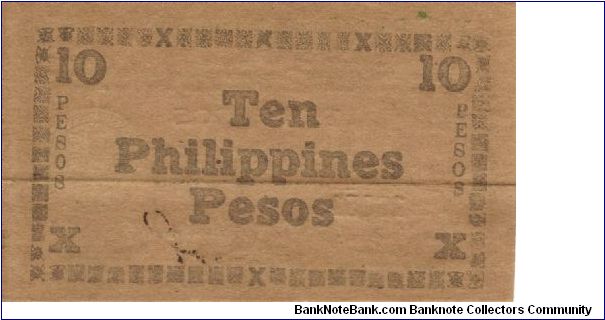 X X
10 10
PESOS PESOS
Ten
Philippines
Pesos
X X
X
BankNoteBank.com Banknote Collectors Community